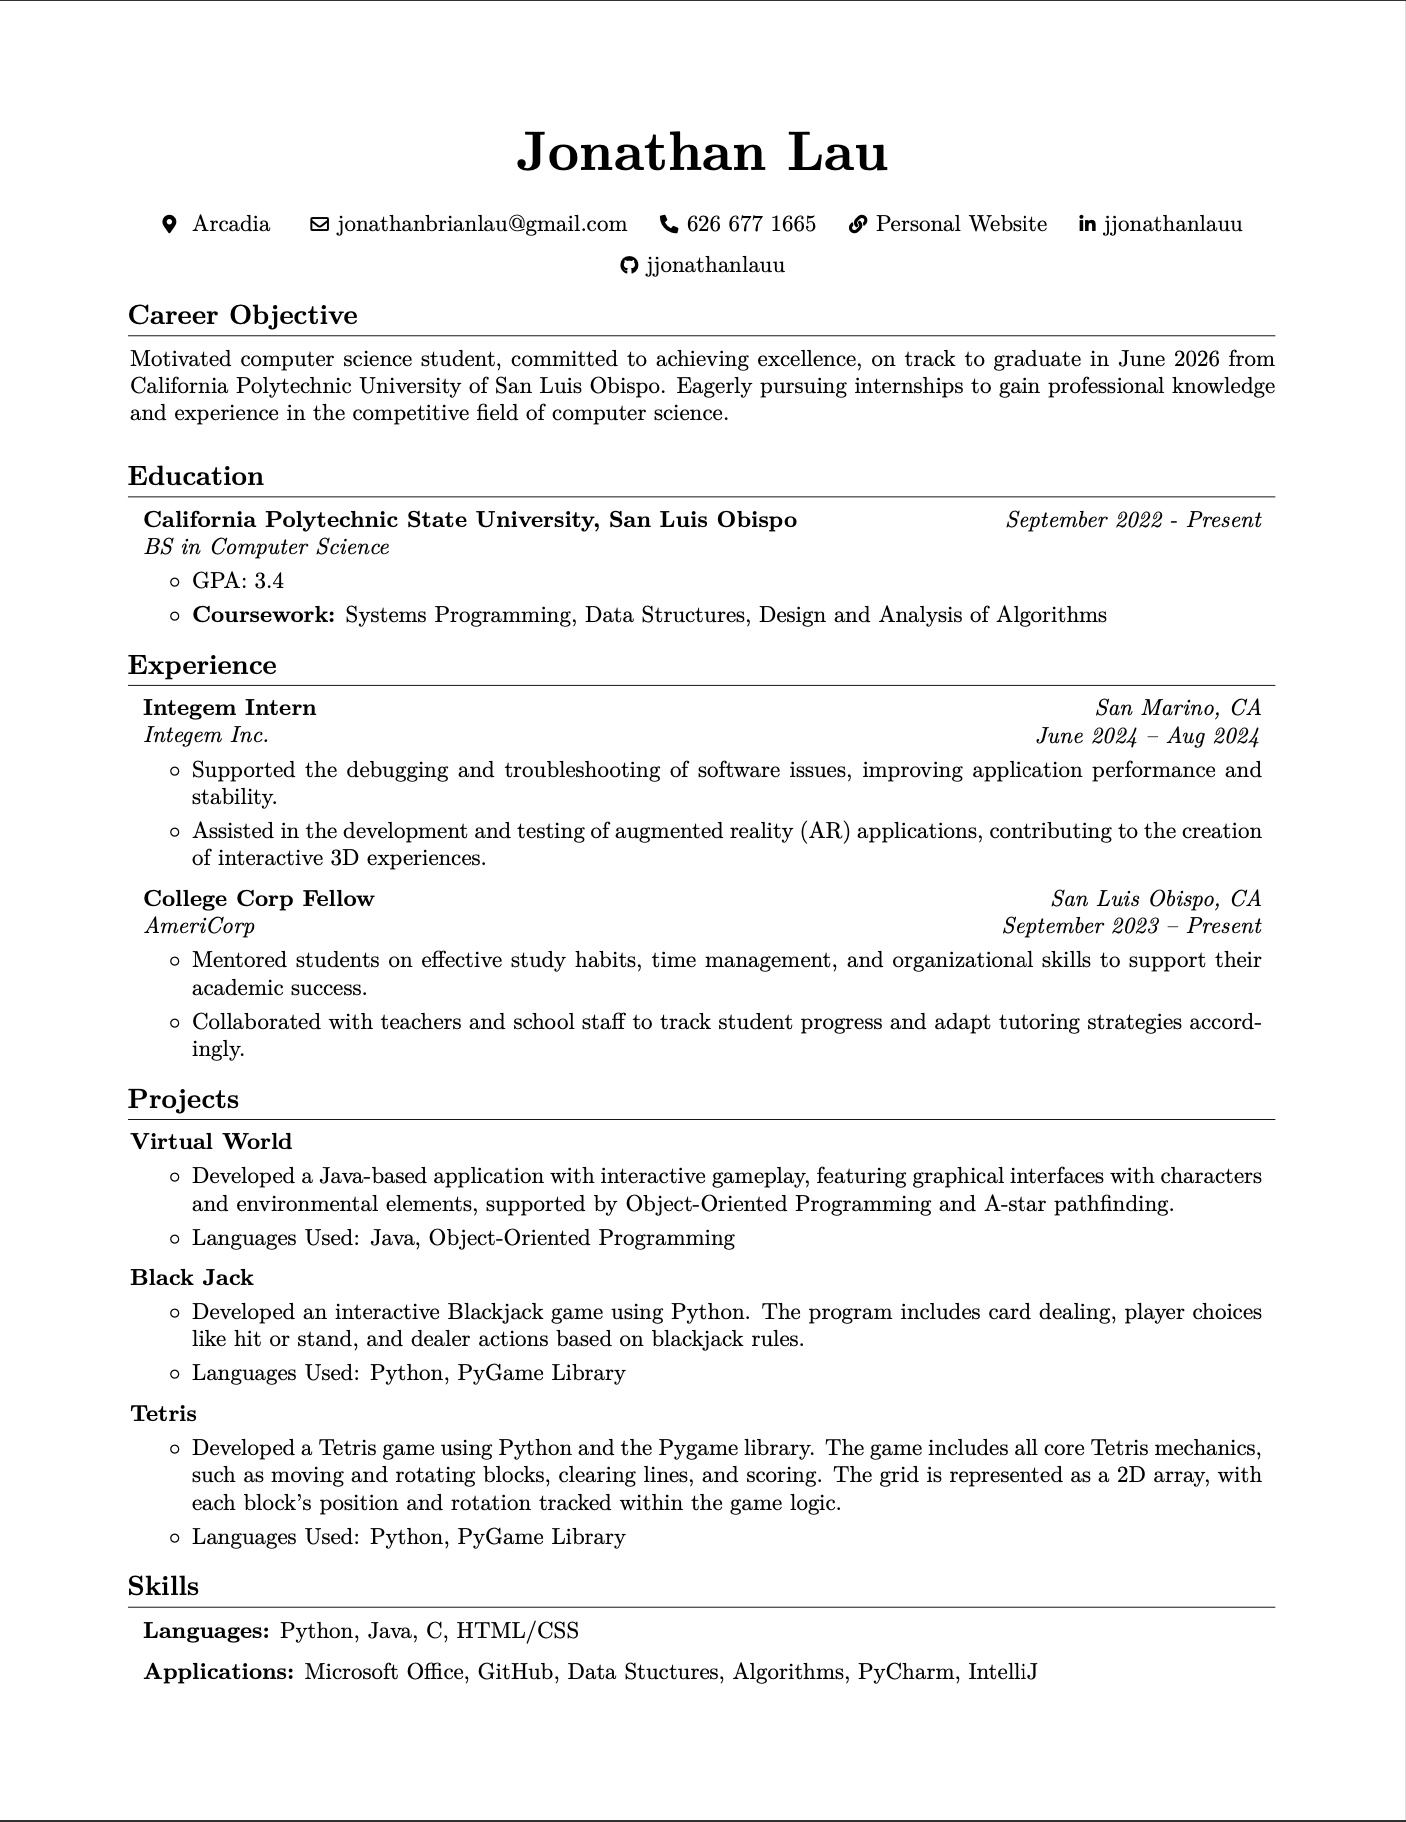 Jonathan Lau
Arcadia jonathanbrianlau@gmail.com 626 677 1665 Personal Website jjonathanlauu
jjonathanlauu
Career Objective
Motivated computer science student, committed to achieving excellence, on track to graduate in June 2026 from
California Polytechnic University of San Luis Obispo. Eagerly pursuing internships to gain professional knowledge
and experience in the competitive field of computer science.
Education
California Polytechnic State University, San Luis Obispo September 2022 - Present
BS in Computer Science
◦ GPA: 3.4
◦ Coursework: Systems Programming, Data Structures, Design and Analysis of Algorithms
Experience
Integem Intern San Marino, CA
Integem Inc. June 2024 – Aug 2024
◦ Supported the debugging and troubleshooting of software issues, improving application performance and
stability.
◦ Assisted in the development and testing of augmented reality (AR) applications, contributing to the creation
of interactive 3D experiences.
College Corp Fellow San Luis Obispo, CA
AmeriCorp September 2023 – Present
◦ Mentored students on effective study habits, time management, and organizational skills to support their
academic success.
◦ Collaborated with teachers and school staff to track student progress and adapt tutoring strategies accord-
ingly.
Projects
Virtual World
◦ Developed a Java-based application with interactive gameplay, featuring graphical interfaces with characters
and environmental elements, supported by Object-Oriented Programming and A-star pathfinding.
◦ Languages Used: Java, Object-Oriented Programming
Black Jack
◦ Developed an interactive Blackjack game using Python. The program includes card dealing, player choices
like hit or stand, and dealer actions based on blackjack rules.
◦ Languages Used: Python, PyGame Library
Tetris
◦ Developed a Tetris game using Python and the Pygame library. The game includes all core Tetris mechanics,
such as moving and rotating blocks, clearing lines, and scoring. The grid is represented as a 2D array, with
each block's position and rotation tracked within the game logic.
◦ Languages Used: Python, PyGame Library
Skills
Languages: Python, Java, C, HTML/CSS
Applications: Microsoft Office, GitHub, Data Stuctures, Algorithms, PyCharm, IntelliJ